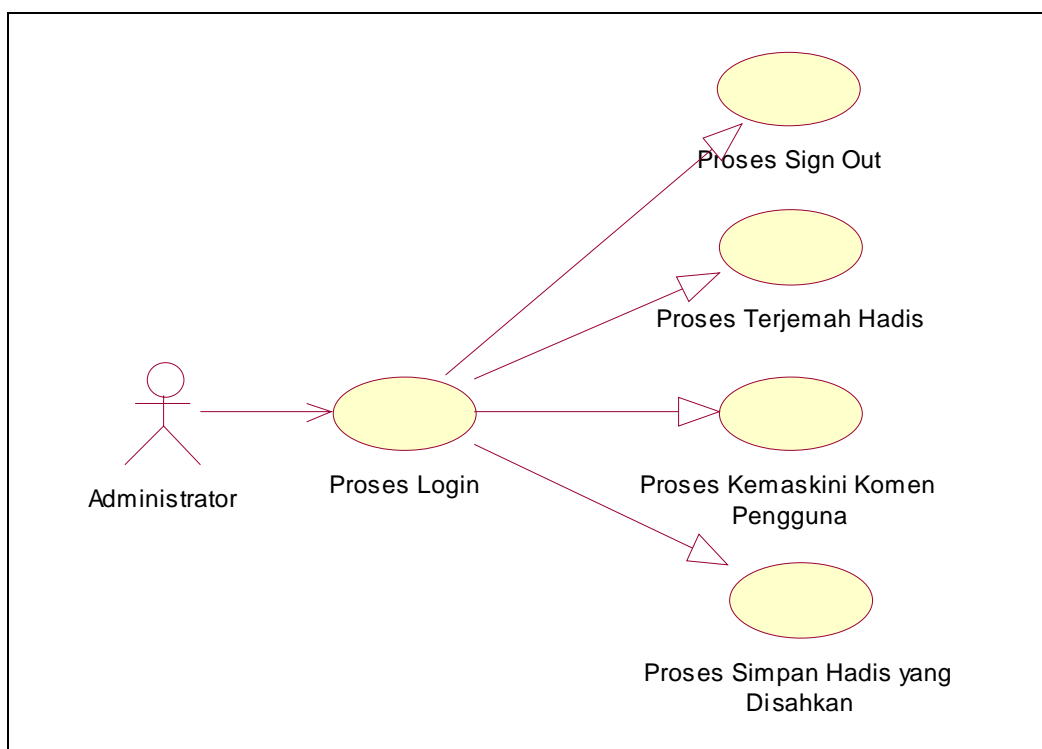 Proses Sign Out
Proses Terjemah Hadis
Administrator
Proses Login
Proses Kemaskini Komen
Pengguna
Proses Simpan Hadis yang
Disahkan